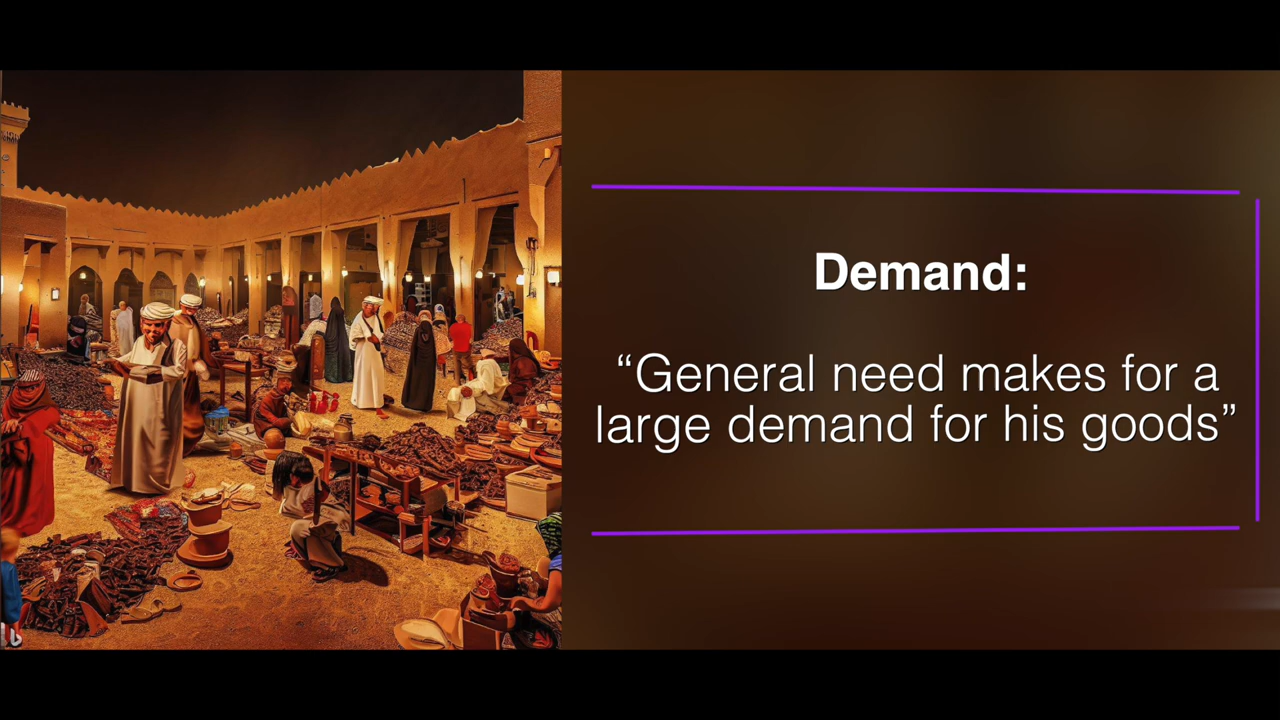 Demand:
“General need makes for a
large demand for his goods”